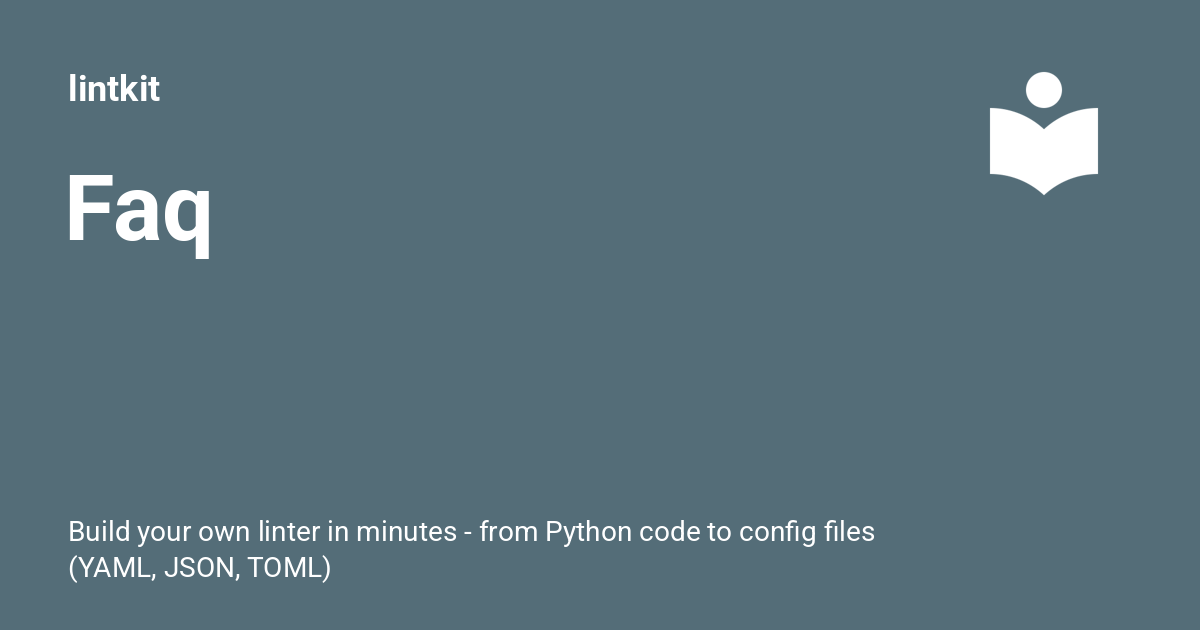 lintkit
Faq
Build your own linter in minutes - from Python code to config files
(YAML, JSON, TOML)